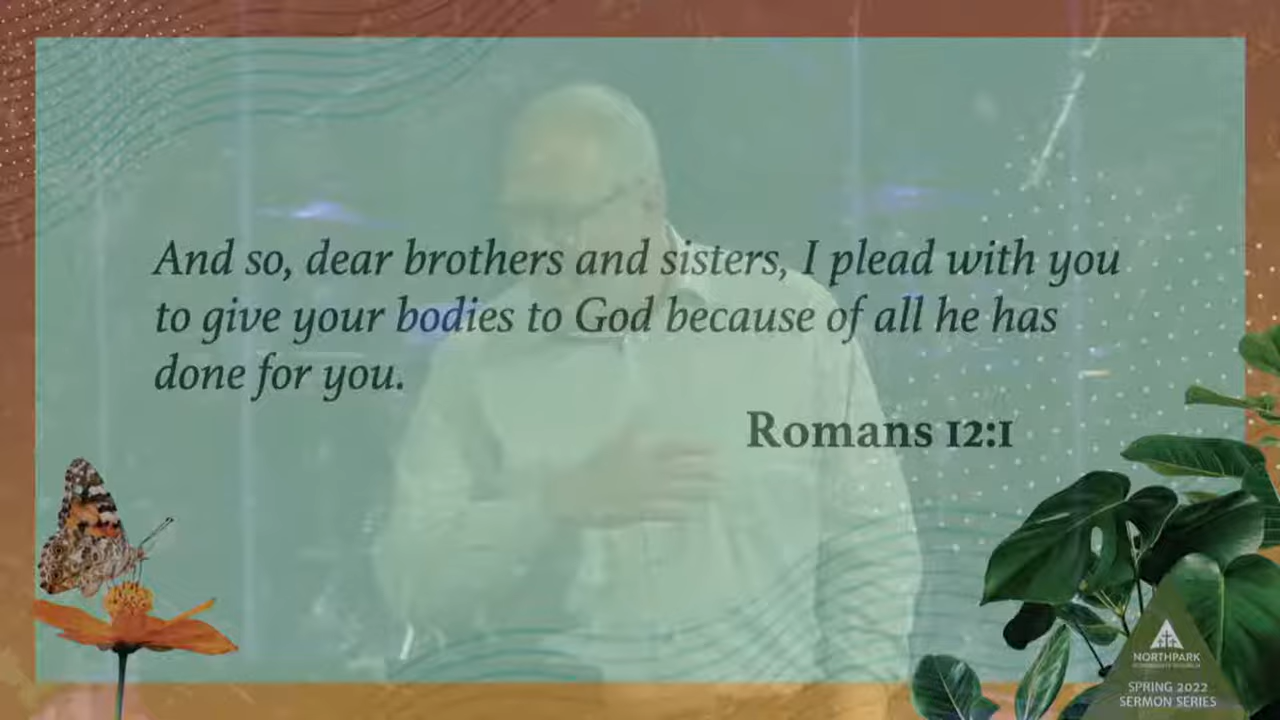 And so, dear brothers and sisters, I plead with you
to give your bodies to God because of all he has
done for you.
Romans 12:1
NORTHPARK
SPRING 2022
SERMON SERIES